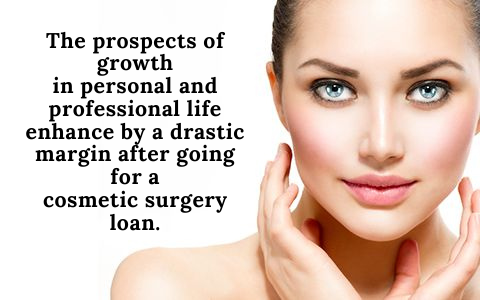 The prospects of
growth
in personal and
professional life
enhance by a drastic
margin after going
for a
cosmetic surgery
loan.